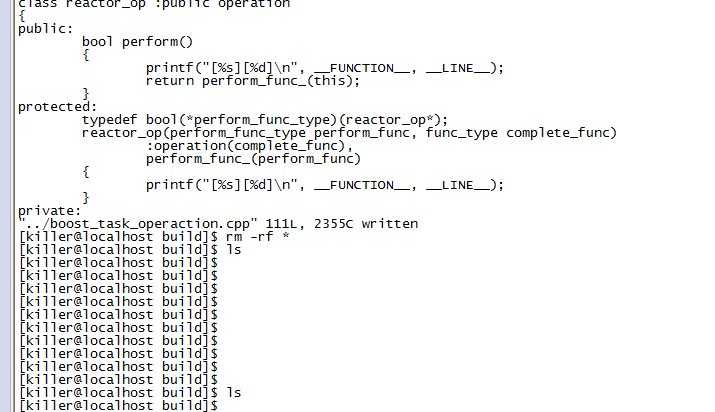 class reactor_op :public operation
{
public:
        bool perform()
        {
                printf("[%s][%d]\n", __FUNCTION__, __LINE__);
                return perform_func_(this);
        }
protected:
        typedef bool(*perform_func_type)(reactor_op*);
        reactor_op(perform_func_type perform_func, func_type complete_func)
                :operation(complete_func),
                perform_func_(perform_func)
        {
                printf("[%s][%d]\n", __FUNCTION__, __LINE__);
        }
private:
"../boost_task_operaction.cpp" 111L, 2355C written
[killer@localhost build]$ rm -rf *
[killer@localhost build]$ ls
[killer@localhost build]$
[killer@localhost build]$
[killer@localhost build]$
[killer@localhost build]$
[killer@localhost build]$
[killer@localhost build]$
[killer@localhost build]$
[killer@localhost build]$
[killer@localhost build]$
[killer@localhost build]$
[killer@localhost build]$ ls
[killer@localhost build]$